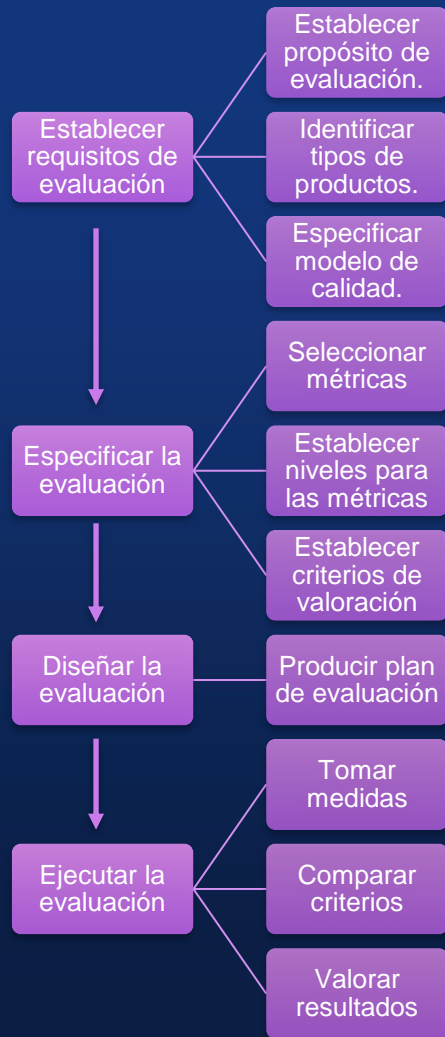 Establecer
requisitos de
evaluación
Establecer
propósito de
evaluación.
Identificar
tipos de
productos.
Especificar
modelo de
calidad.
Especificar la
evaluación
Seleccionar
métricas
Establecer
niveles para
las métricas
Establecer
criterios de
valoración
Diseñar la
evaluación
Producir plan
de evaluación
Ejecutar la
evaluación
Tomar
medidas
Comparar
criterios
Valorar
resultados